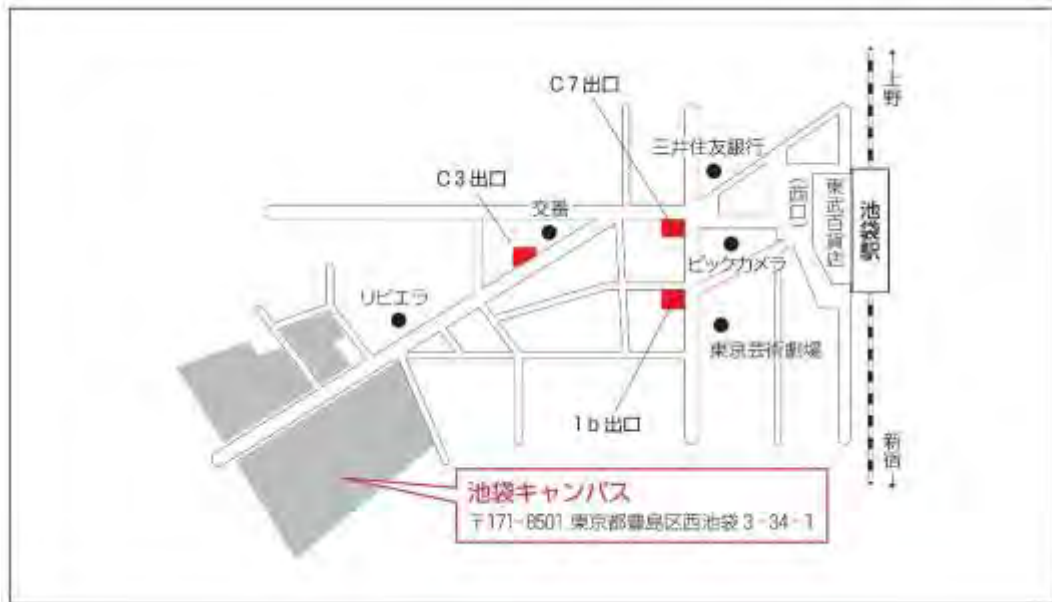 ↑上野
C7出口
三井住友銀行
C3出口
交番
(西口)
東武百貨店
池袋駅
ビックカメラ
リビエラ
東京芸術劇場
1b出口
新宿↓
池袋キャンパス
〒171-8501 東京都豊島区西池袋3-34-1